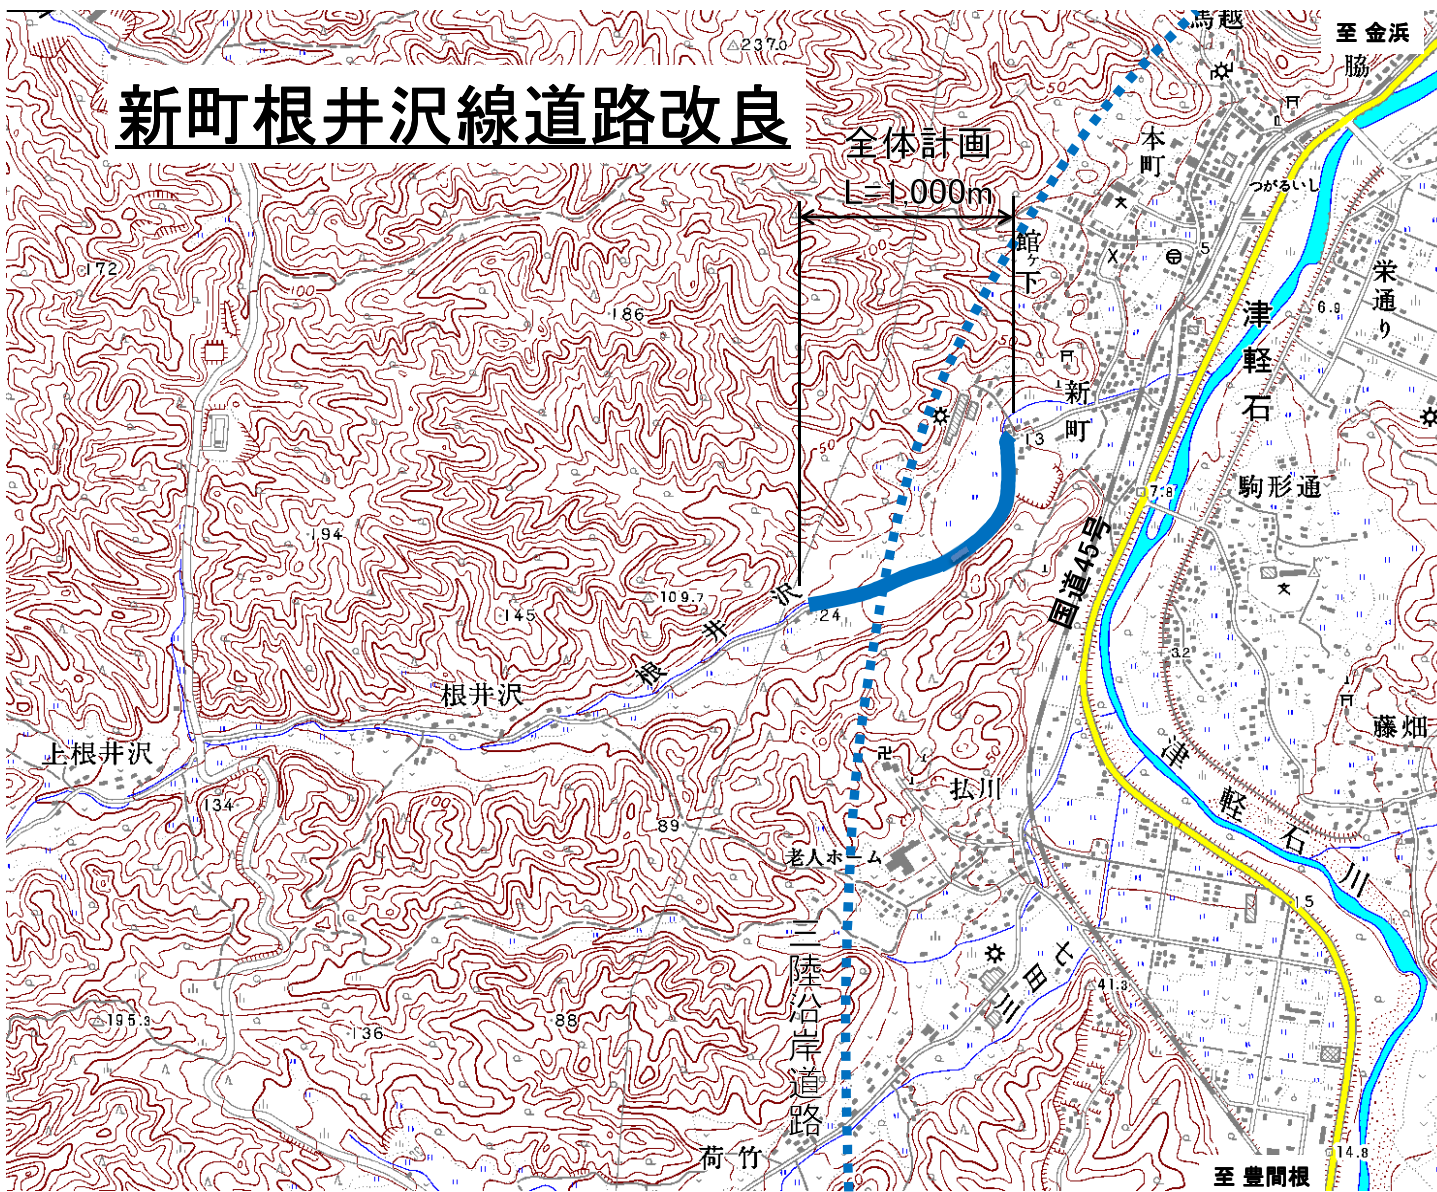 至 金浜
馬越
脇
237.0
新町根井沢線道路改良
全体計画
L=1,000m
本町
つがるいし
館ヶ下
5
172
100
100
186
6.9
栄通り
津軽石
50
50
新町
13
50
駒形通
7.8
国道45号
194
109.7
145
24
根井沢
32
根井沢
上根井沢
藤畑
津軽石川
134
払川
89
老人ホーム
15
三陸沿岸道路
七田川
41.3
195.3
136
88
荷竹
14.8
至 豊間根